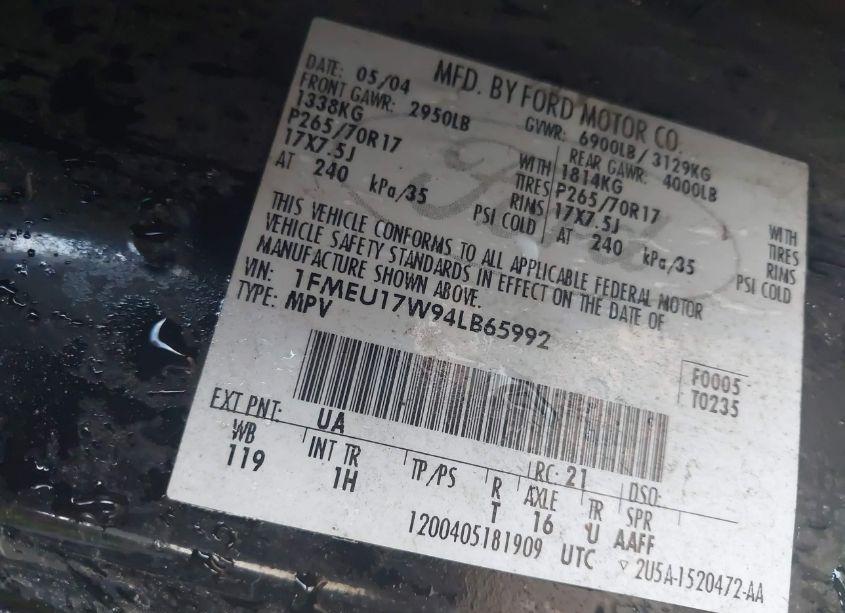 MFD. BY FORD MOTOR CO.
DATE: 05/04 GVWR: 6900LB/3129KG
FRONT GAWR: 2950LB REAR GAWR: 4000LB
1338KG WITH 1814KG WITH
P265/70R17 TIRES P265/70R17 TIRES
17X7.5J RIMS 17X7.5J RIMS
AT 240 kPa/35 PSI COLD AT 240 kPa/35 PSI COLD
THIS VEHICLE CONFORMS TO ALL APPLICABLE FEDERAL MOTOR
VEHICLE SAFETY STANDARDS IN EFFECT ON THE DATE OF
MANUFACTURE SHOWN ABOVE.
VIN: 1FMEU17W94LB65992
TYPE: MPV
F0005
T0235
EXT PNT: UA RC: 21 DSO:
WB INT TR TP/PS R AXLE TR SPR
119 1H T 16 U AAFF
1200405181909 UTC ▽ 2U5A-1520472-AA
Ford